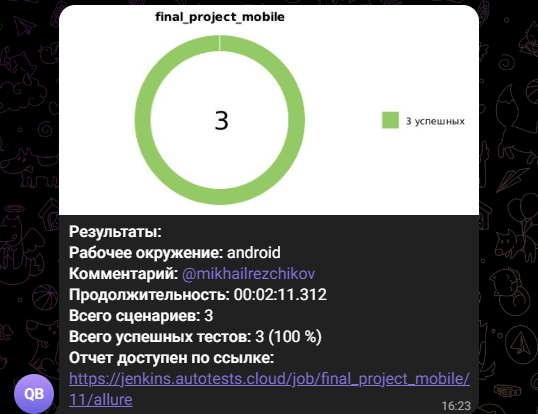 final_project_mobile
3
3 успешных
Результаты:
Рабочее окружение: android
Комментарий: @mikhailrezchikov
Продолжительность: 00:02:11.312
Всего сценариев: 3
Всего успешных тестов: 3 (100 %)
Отчет доступен по ссылке:
https://jenkins.autotests.cloud/job/final_project_mobile/
11/allure
QB
16:23